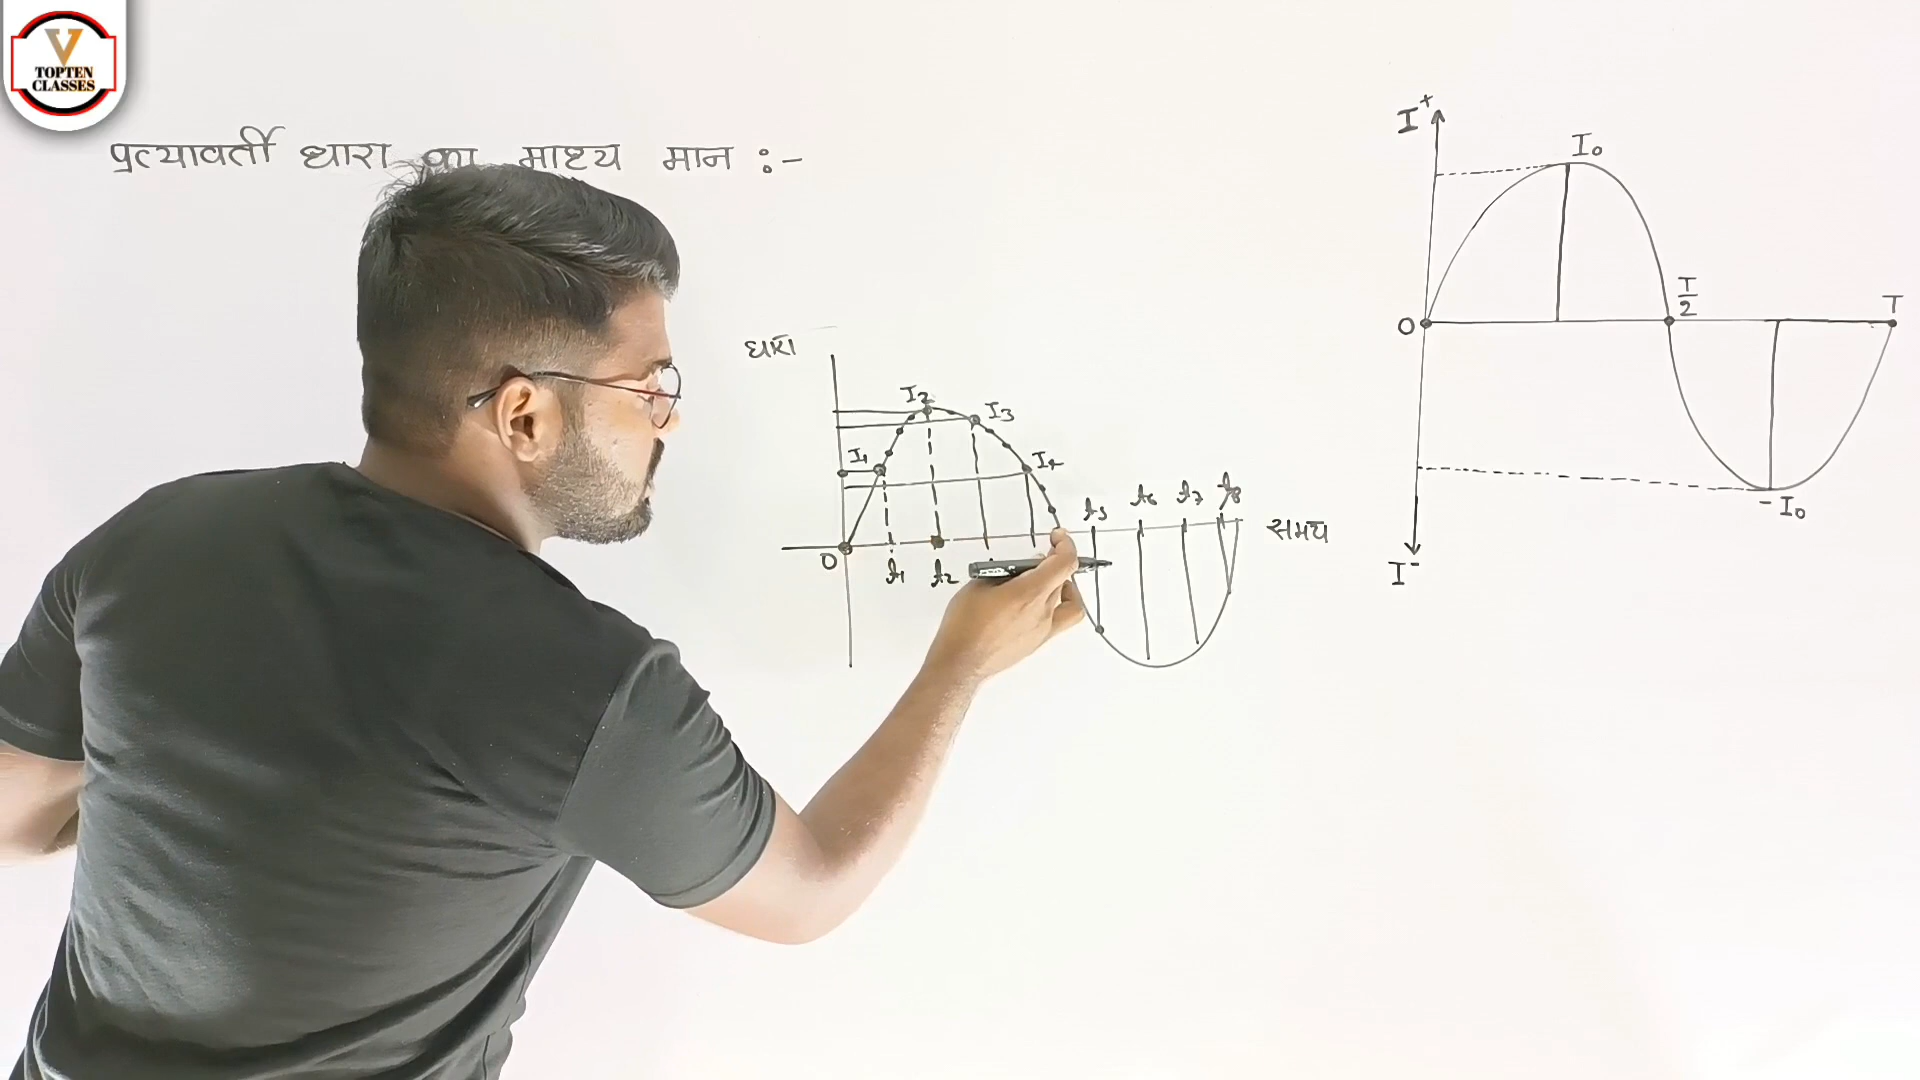 V
TOPTEN
CLASSES
प्रत्यावर्ती धारा का माध्य मान :-
धारा
I₁
I₂
I₃
I₄
O
t₁
t₂
t₅
t₆
t₇
t₈
समय
I⁺
I₀
O
T/2
T
-I₀
I⁻